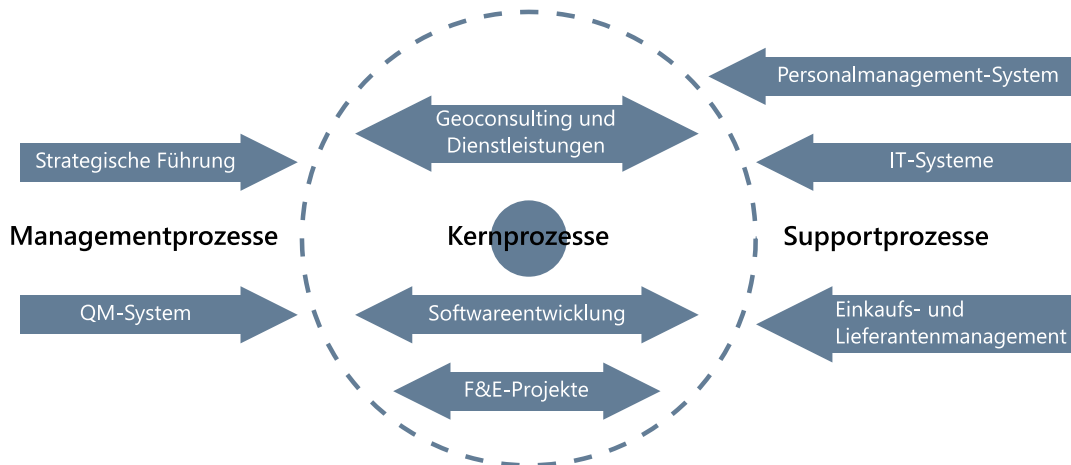 Personalmanagement-System
Geoconsulting und
Dienstleistungen
Strategische Führung
IT-Systeme
Managementprozesse
Kernprozesse
Supportprozesse
QM-System
Softwareentwicklung
Einkaufs- und
Lieferantenmanagement
F&E-Projekte